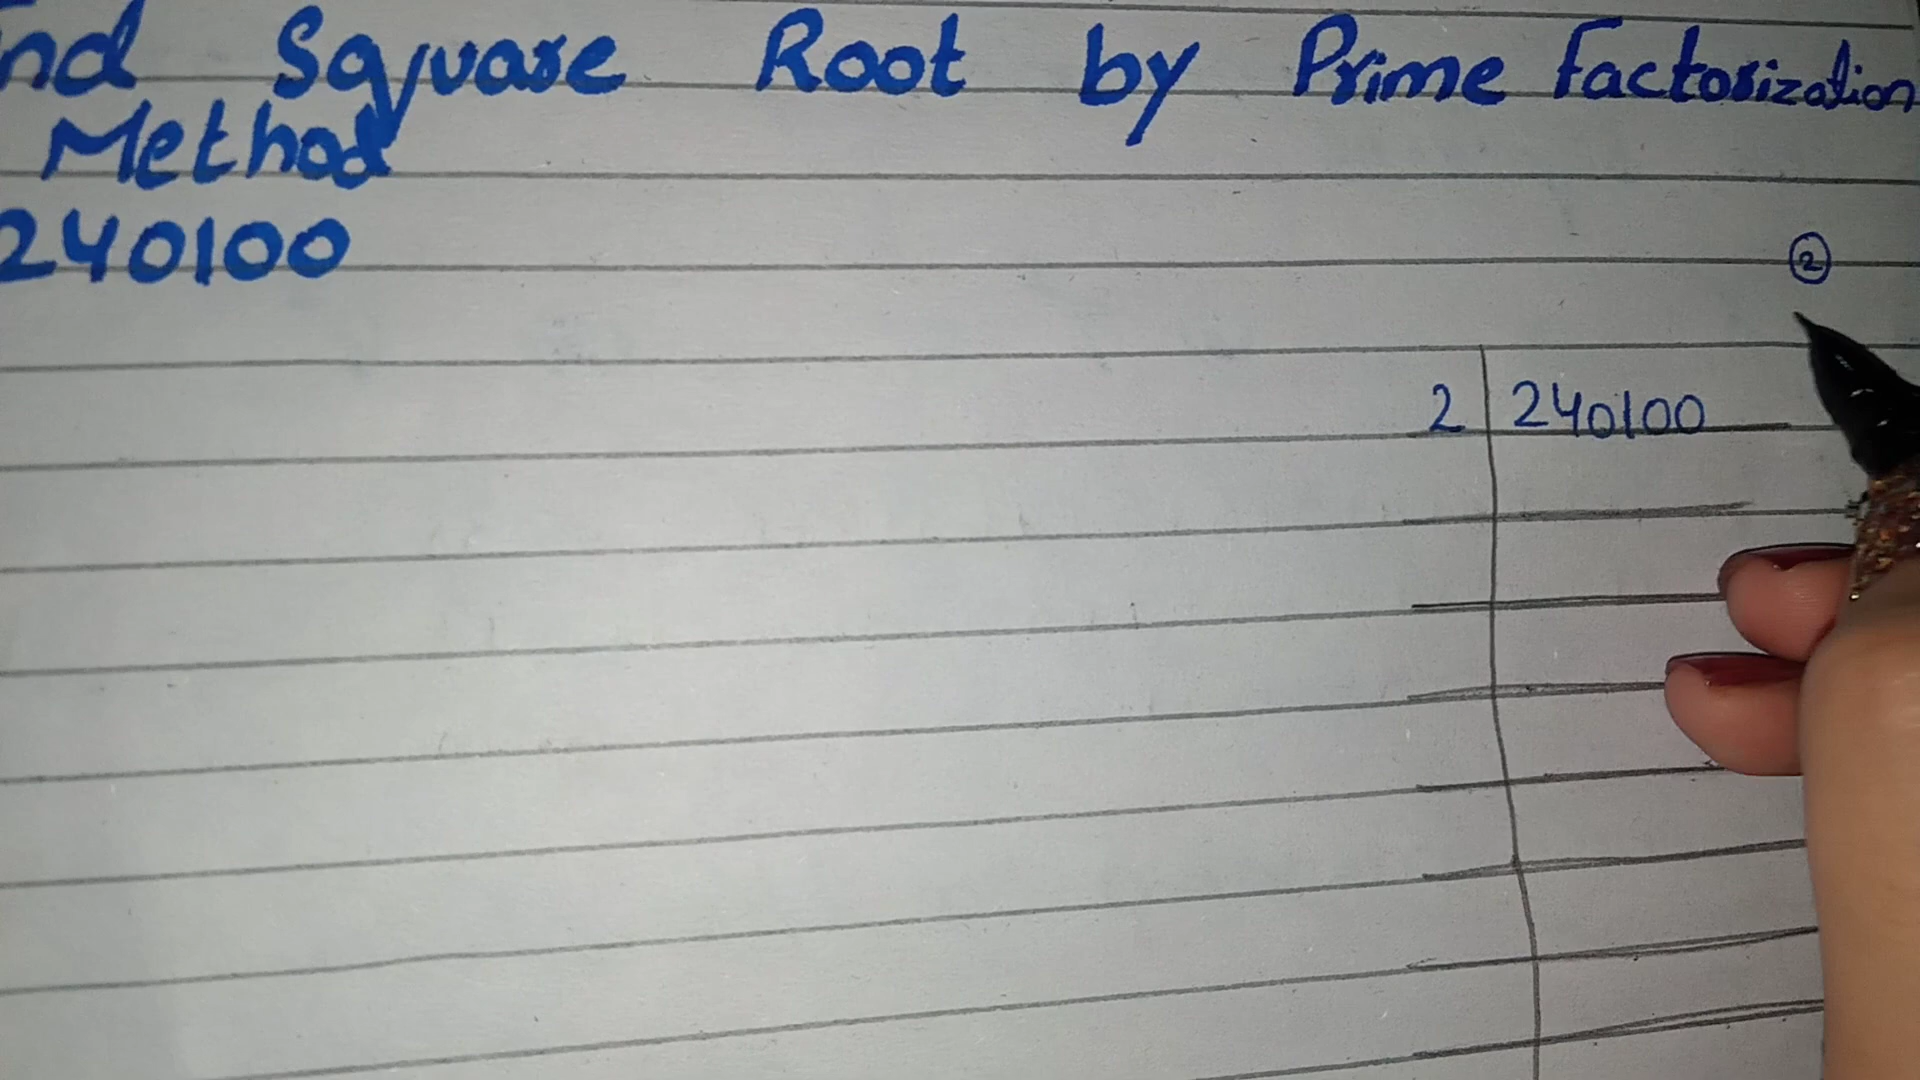 nd Square Root by Prime Factorization
Method
240100
2
2 240100